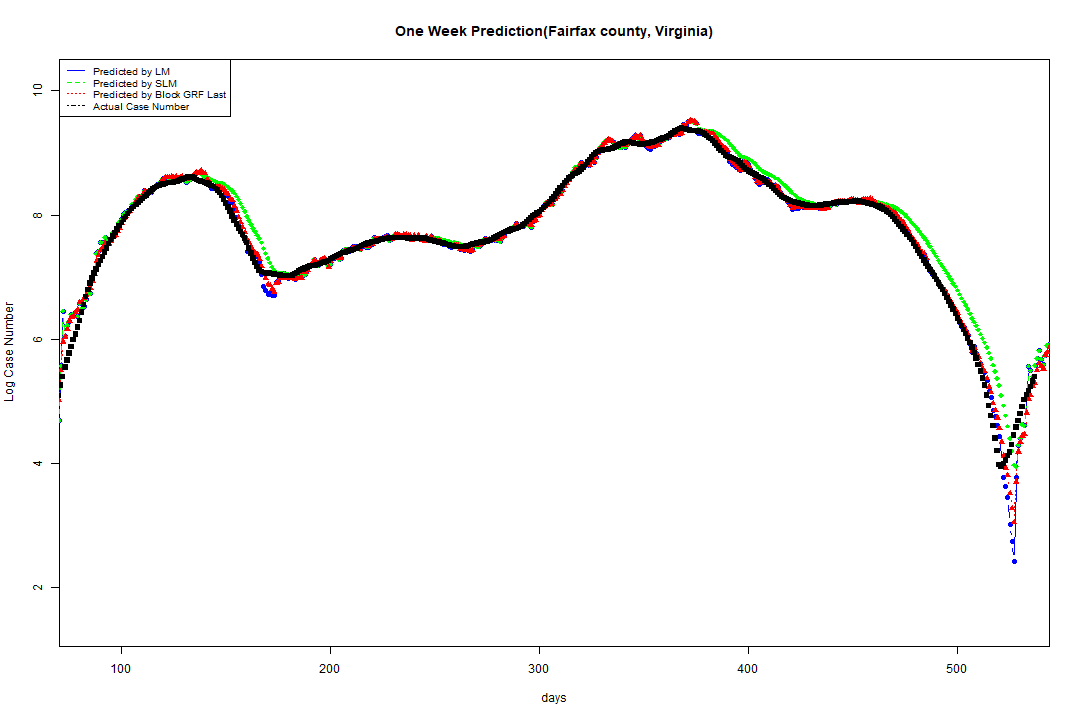 One Week Prediction(Fairfax county, Virginia)
Predicted by LM
Predicted by SLM
Predicted by Block GRF Last
Actual Case Number
10
8
6
4
2
Log Case Number
100 200 300 400 500
days